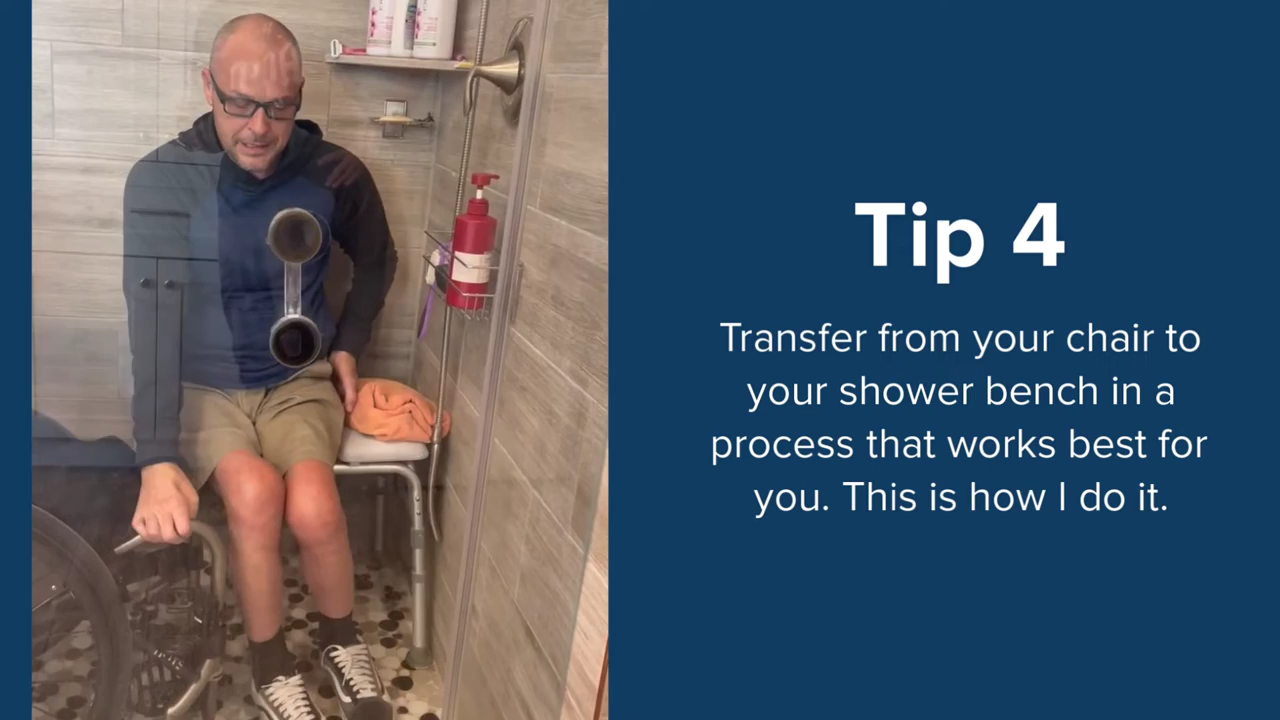 Tip 4
Transfer from your chair to
your shower bench in a
process that works best for
you. This is how I do it.